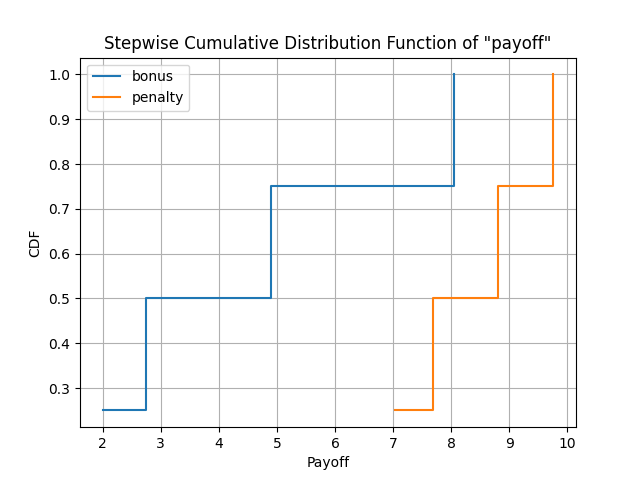 Stepwise Cumulative Distribution Function of "payoff"
bonus
penalty
1.0
0.9
0.8
0.7
0.6
0.5
0.4
0.3
CDF
2 3 4 5 6 7 8 9 10
Payoff